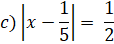 c) |x − 1/5| = 1/2